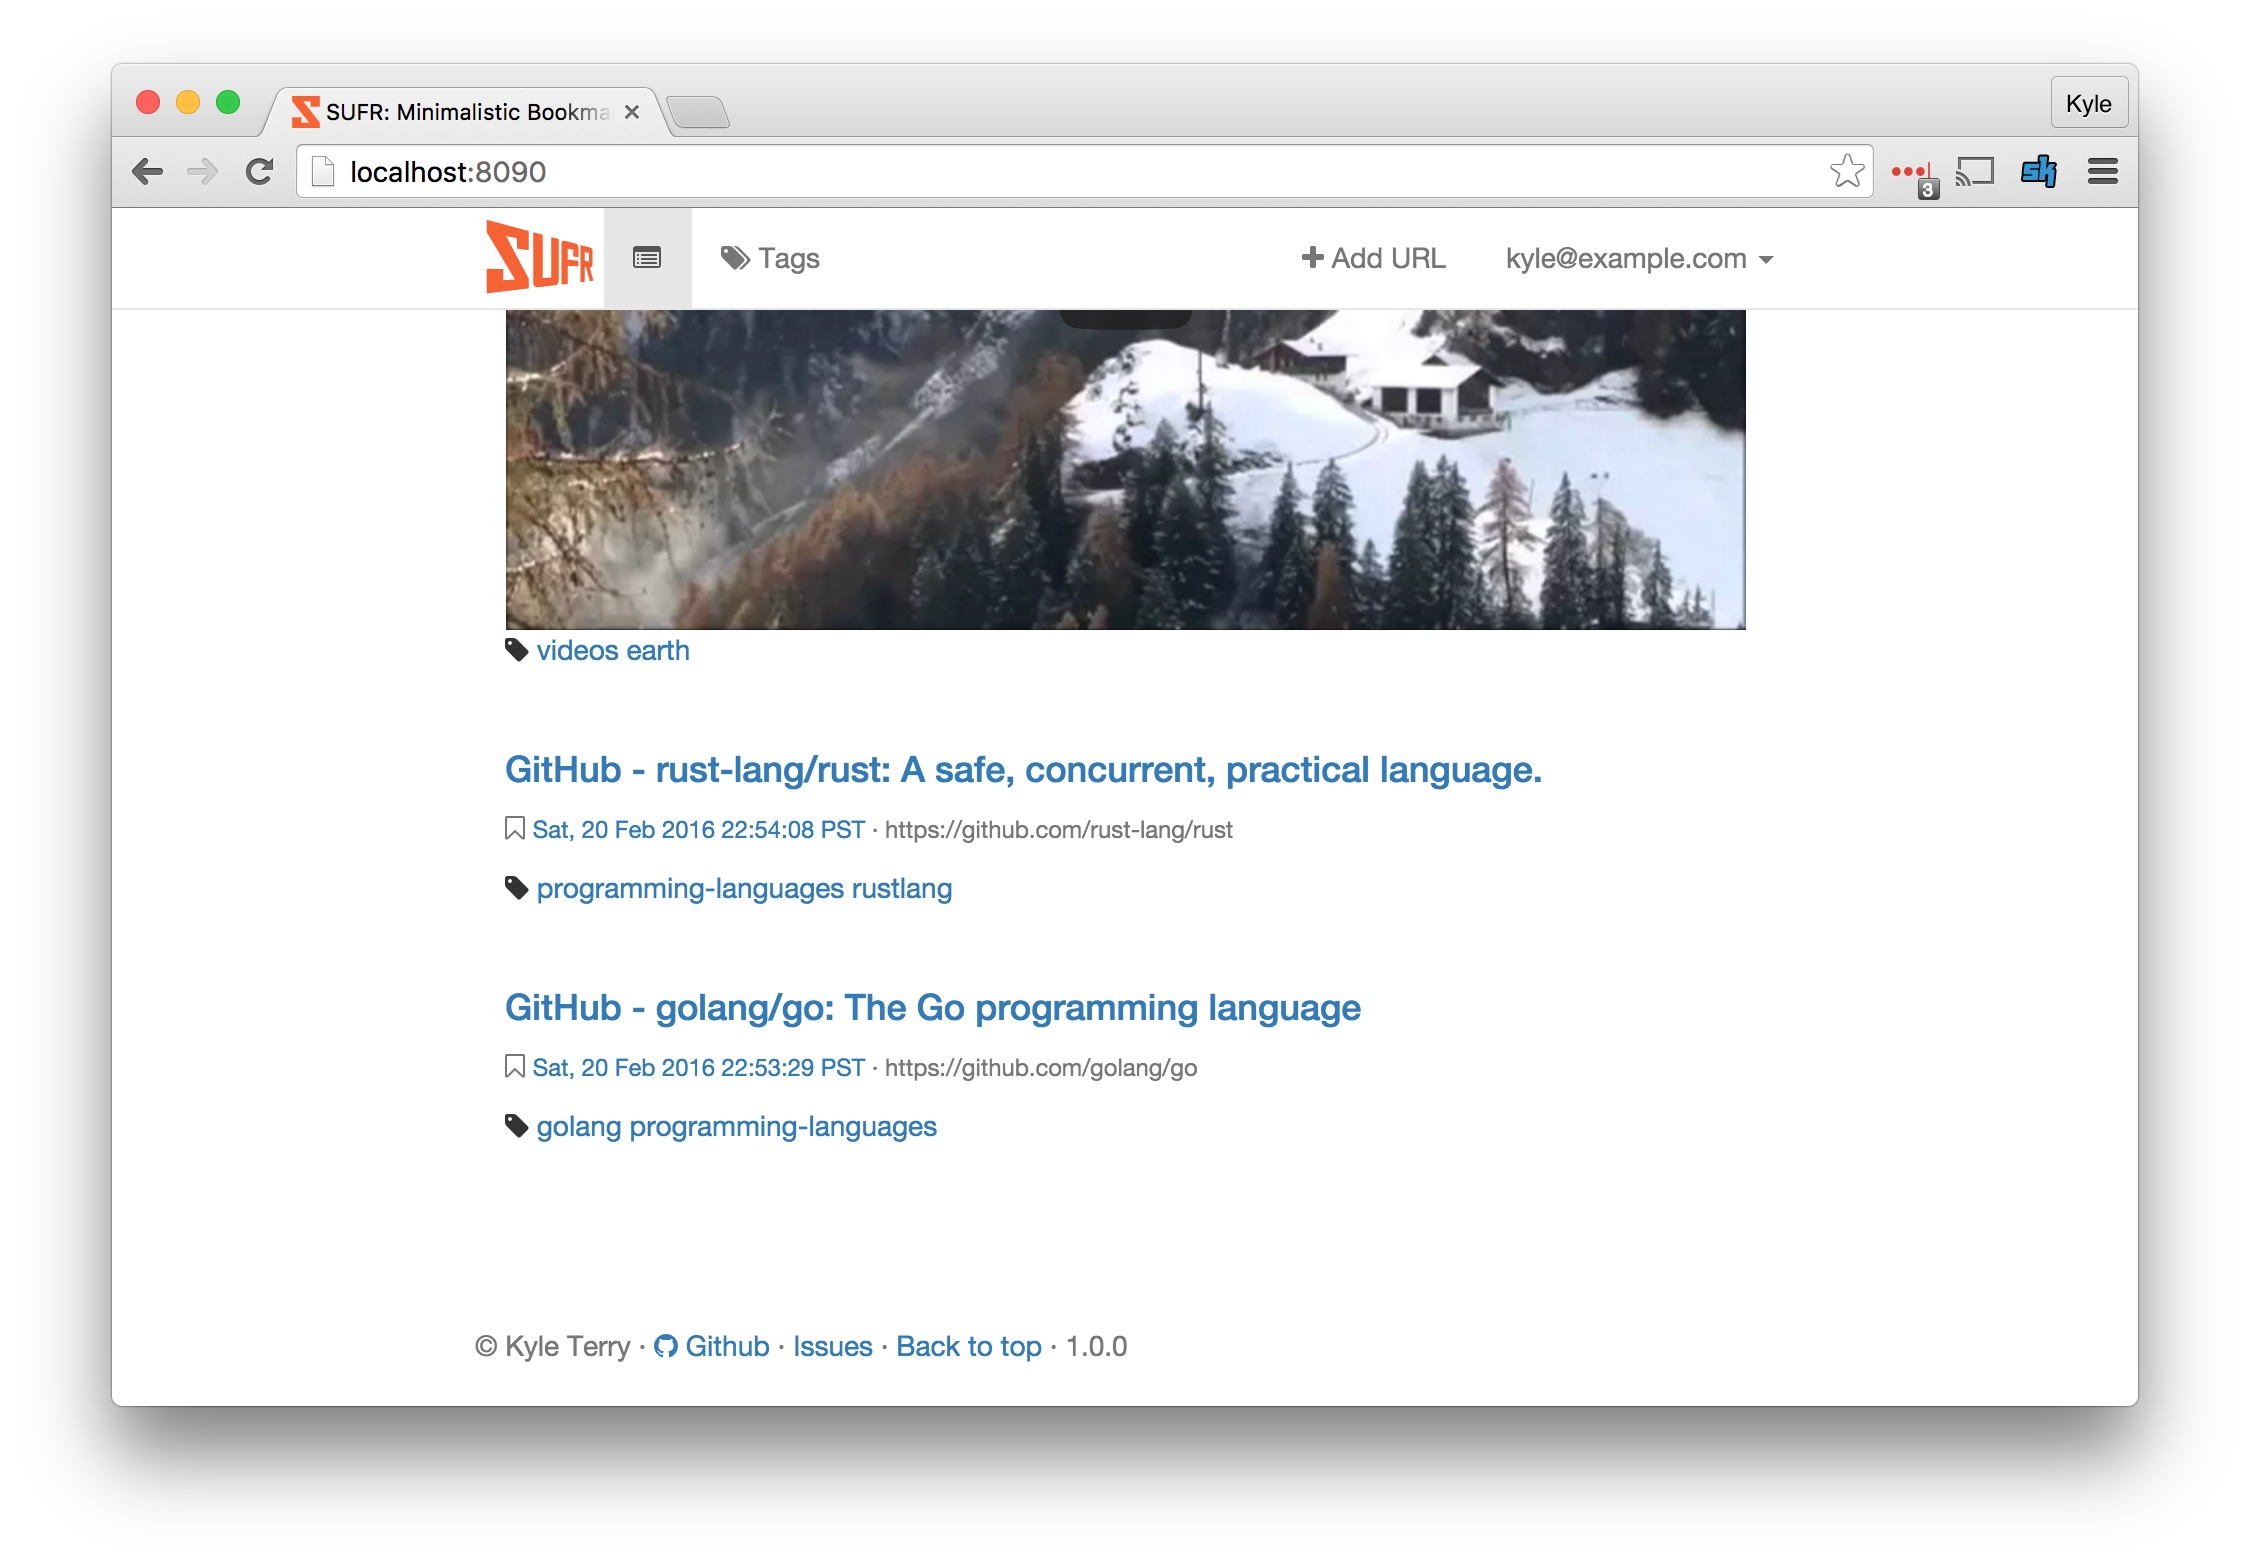 SUFR: Minimalistic Bookma
Kyle
localhost:8090
3
sk
SUFR
Tags
Add URL
kyle@example.com
videos earth
GitHub - rust-lang/rust: A safe, concurrent, practical language.
Sat, 20 Feb 2016 22:54:08 PST · https://github.com/rust-lang/rust
programming-languages rustlang
GitHub - golang/go: The Go programming language
Sat, 20 Feb 2016 22:53:29 PST · https://github.com/golang/go
golang programming-languages
© Kyle Terry · Github · Issues · Back to top · 1.0.0